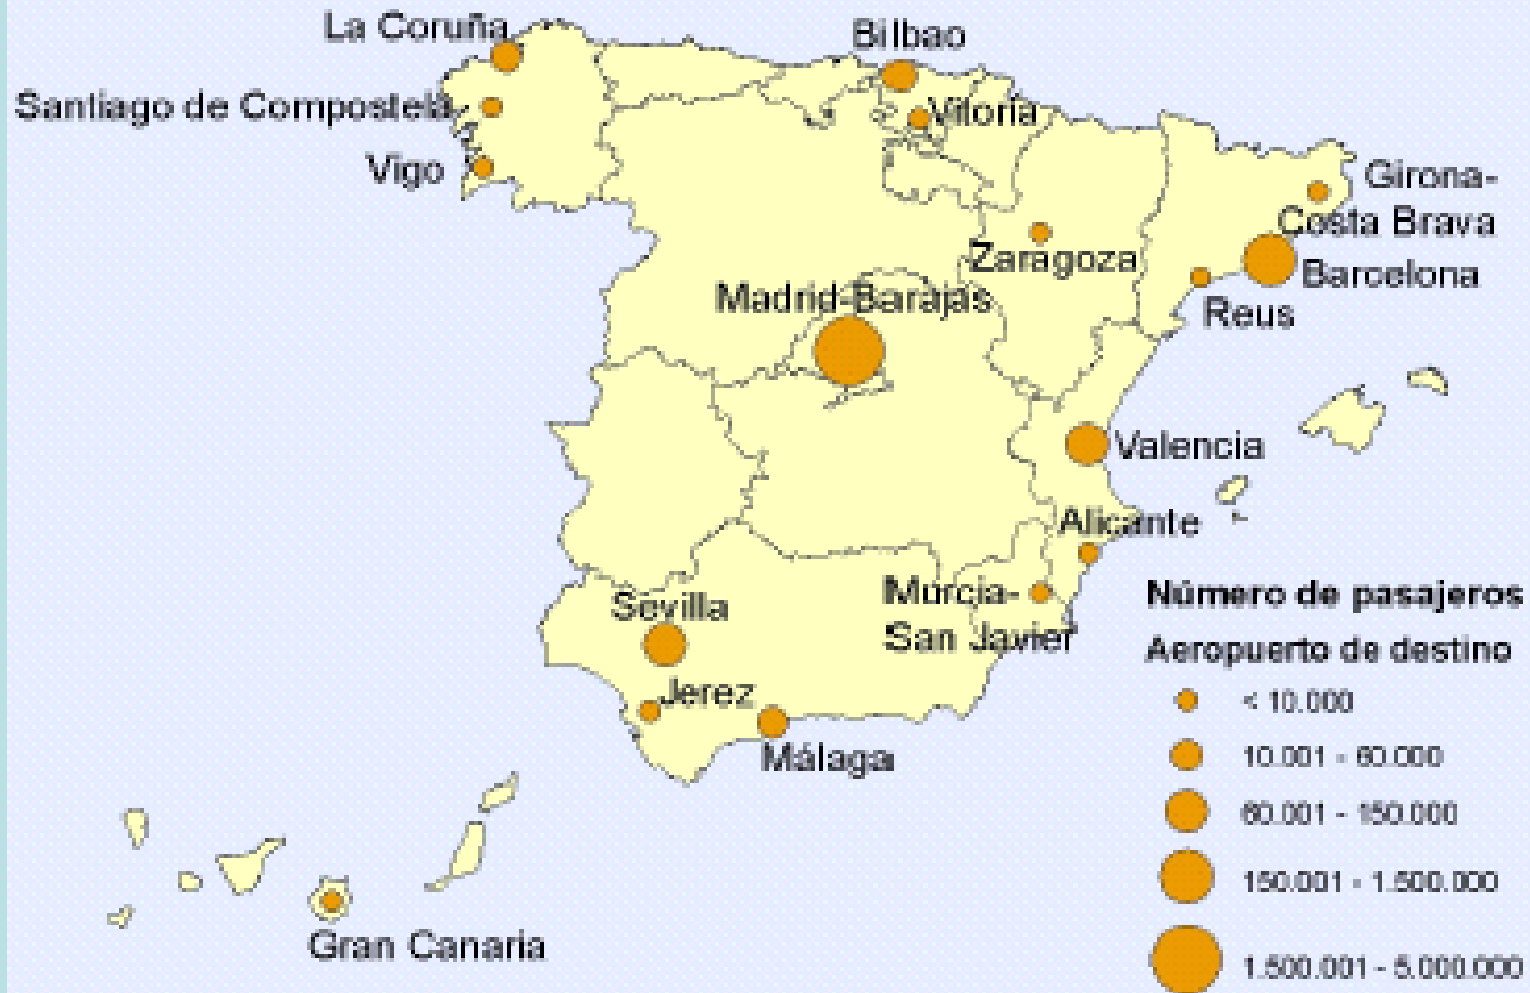 La Coruña
Bilbao
Santiago de Compostela
Vitoria
Vigo
Girona-
Costa Brava
Zaragoza
Barcelona
Madrid-Barajas
Reus
Valencia
Alicante
Murcia-
San Javier
Sevilla
Jerez
Málaga
Gran Canaria
Número de pasajeros
Aeropuerto de destino
< 10.000
10.001 - 60.000
60.001 - 150.000
150.001 - 1.500.000
1.500.001 - 5.000.000